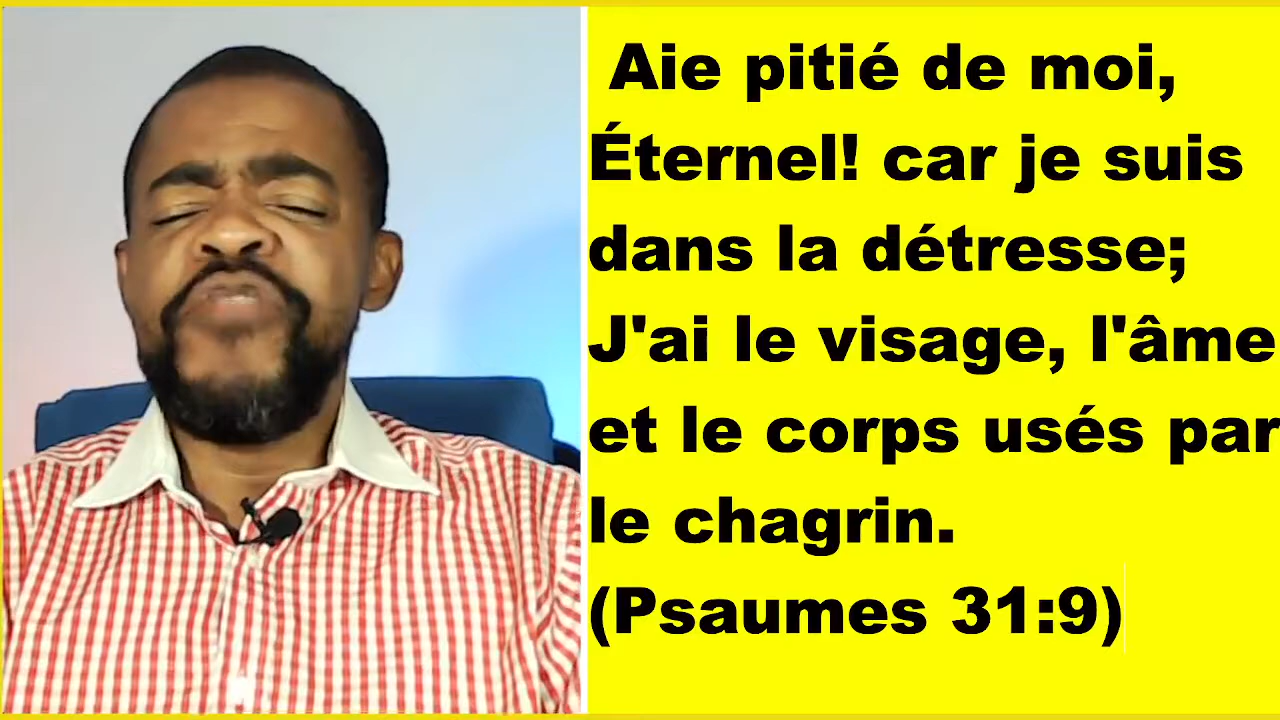 Aie pitié de moi,
Éternel! car je suis
dans la détresse;
J'ai le visage, l'âme
et le corps usés par
le chagrin.
(Psaumes 31:9)